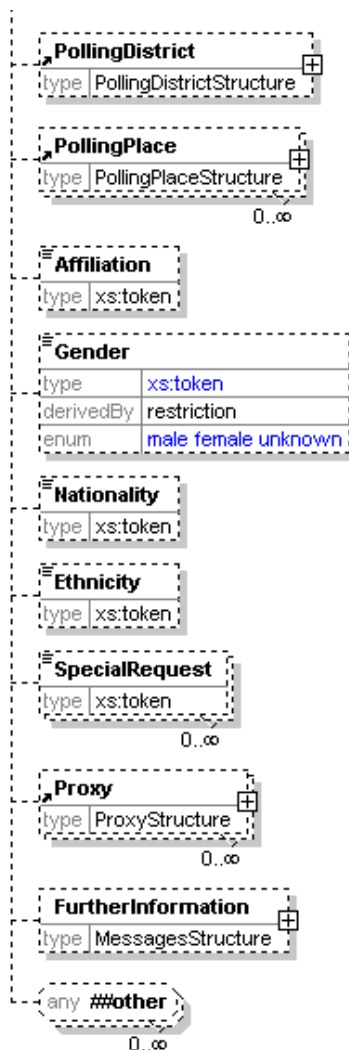 PollingDistrict
type PollingDistrictStructure
PollingPlace
type PollingPlaceStructure
0..∞
Affiliation
type xs:token
Gender
type xs:token
derivedBy restriction
enum male female unknown
Nationality
type xs:token
Ethnicity
type xs:token
SpecialRequest
type xs:token
0..∞
Proxy
type ProxyStructure
0..∞
FurtherInformation
type MessagesStructure
any ##other
0..∞